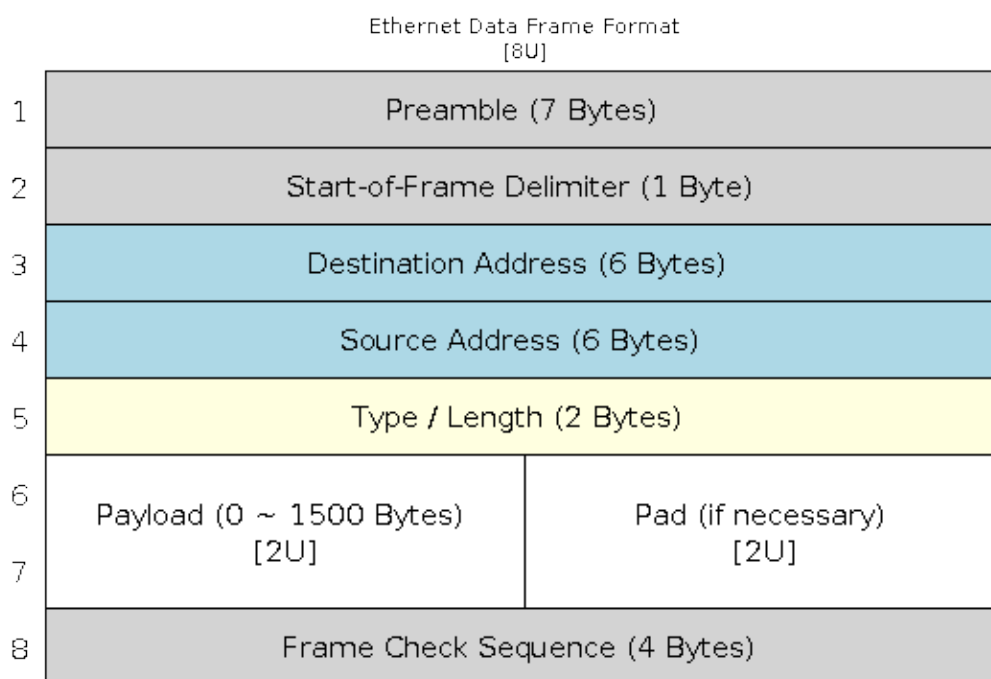 Ethernet Data Frame Format
[8U]
1
Preamble (7 Bytes)
2
Start-of-Frame Delimiter (1 Byte)
3
Destination Address (6 Bytes)
4
Source Address (6 Bytes)
5
Type / Length (2 Bytes)
6
Payload (0 ~ 1500 Bytes)
[2U]
Pad (if necessary)
[2U]
7
8
Frame Check Sequence (4 Bytes)